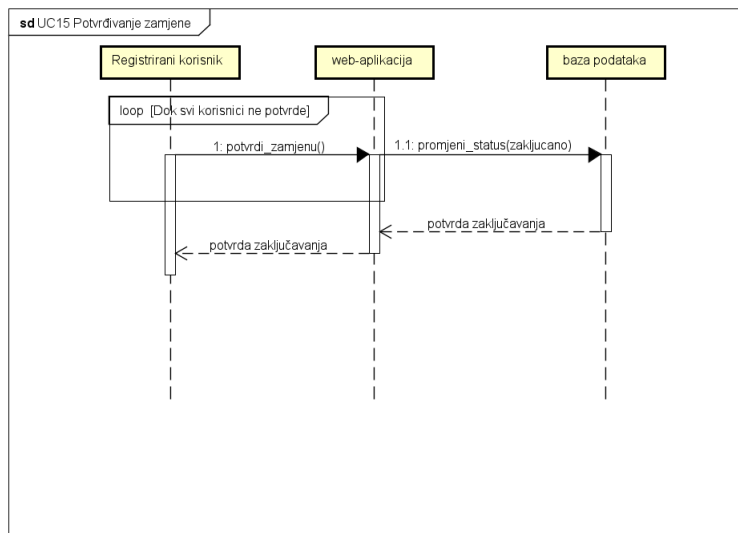 sd UC15 Potvrđivanje zamjene
Registrirani korisnik
web-aplikacija
baza podataka
loop [Dok svi korisnici ne potvrde]
1: potvrdi_zamjenu()
1.1: promjeni_status(zakljucano)
potvrda zaključavanja
potvrda zaključavanja